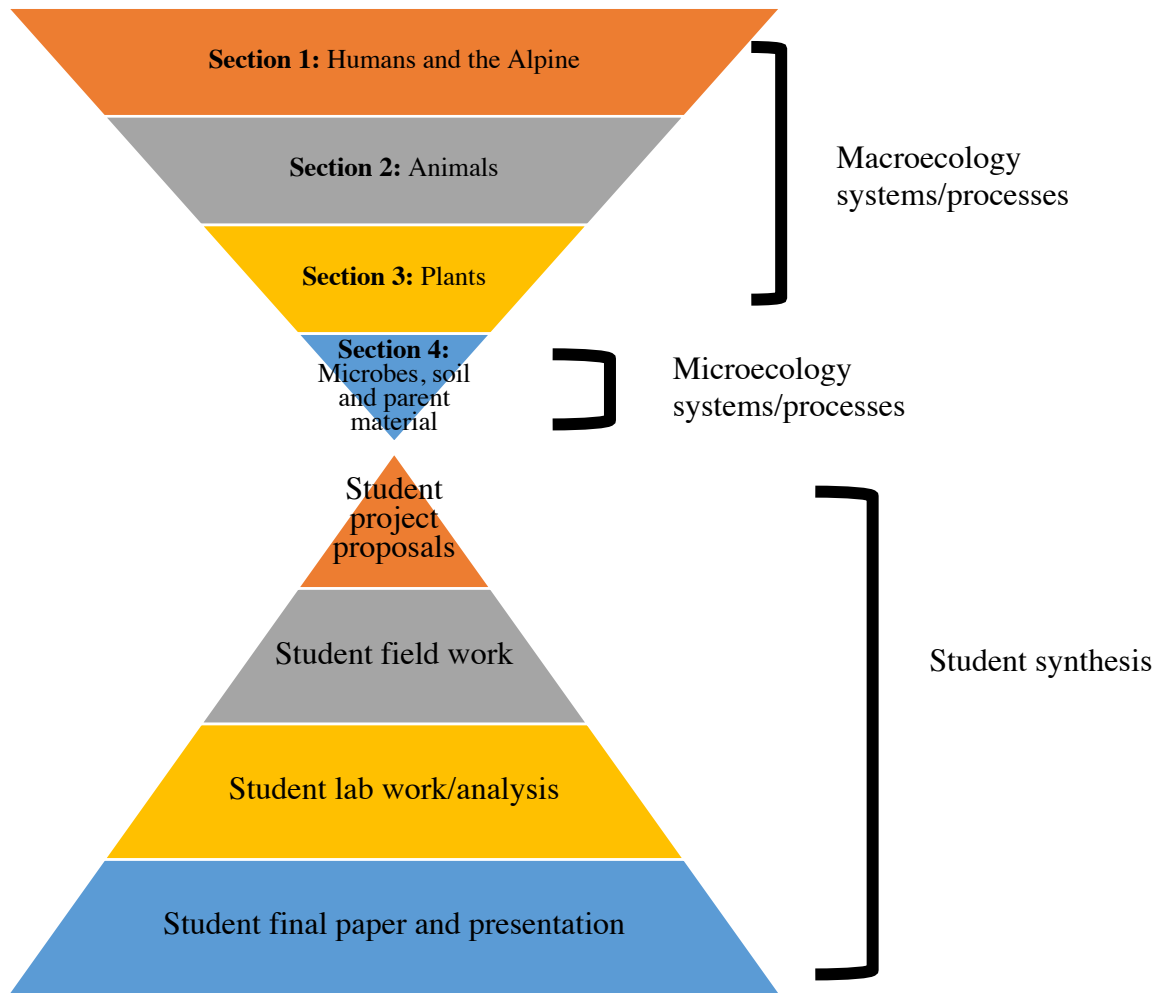 Section 1: Humans and the Alpine
Section 2: Animals
Section 3: Plants
Macroecology
systems/processes
Section 4:
Microbes, soil
and parent
material
Microecology
systems/processes
Student
project
proposals
Student field work
Student lab work/analysis
Student final paper and presentation
Student synthesis